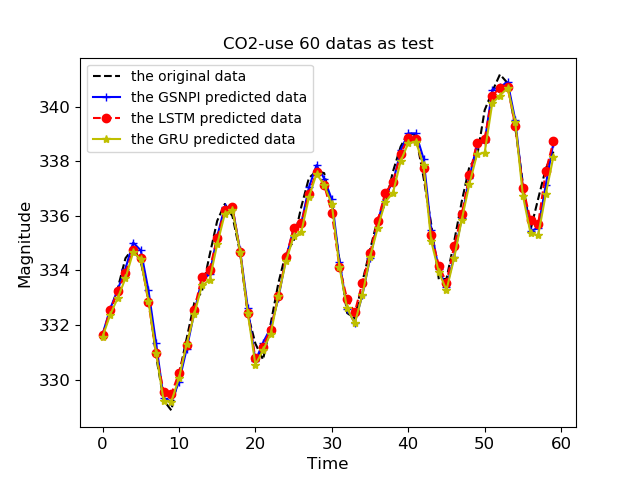 CO2-use 60 datas as test
the original data
the GSNPI predicted data
the LSTM predicted data
the GRU predicted data
Magnitude
340
338
336
334
332
330
0 10 20 30 40 50 60
Time